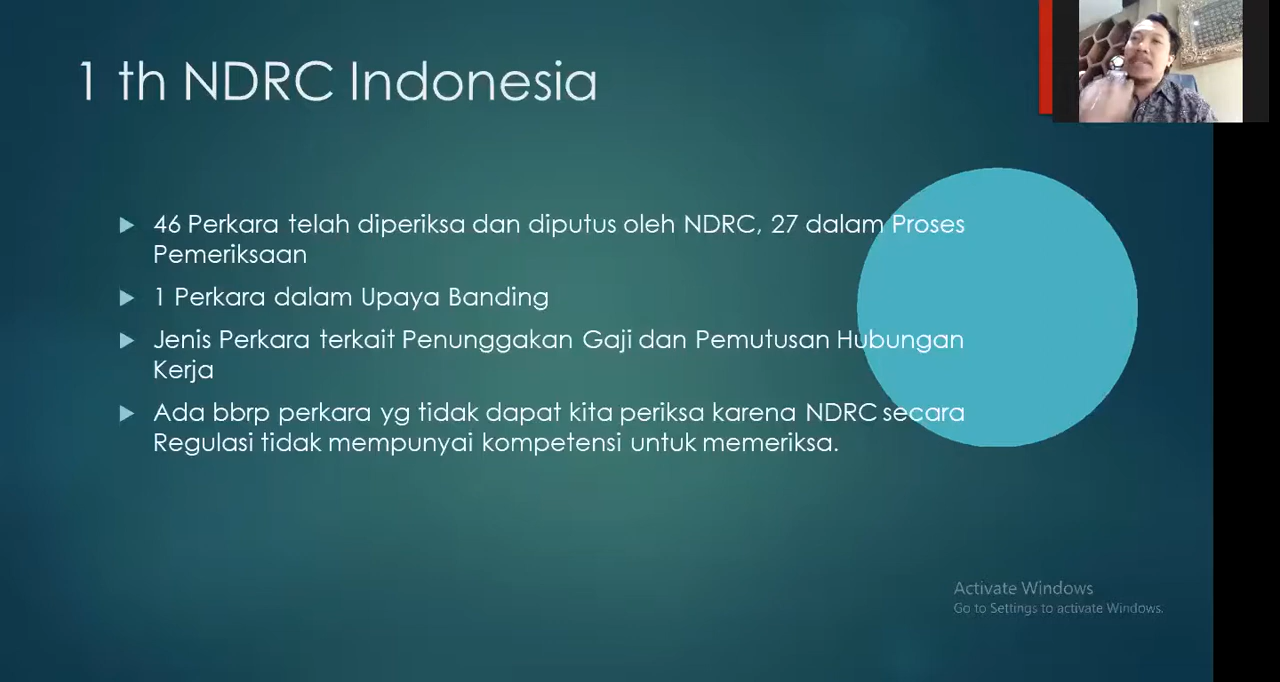 1 th NDRC Indonesia
46 Perkara telah diperiksa dan diputus oleh NDRC, 27 dalam Proses
Pemeriksaan
1 Perkara dalam Upaya Banding
Jenis Perkara terkait Penunggakan Gaji dan Pemutusan Hubungan
Kerja
Ada bbrp perkara yg tidak dapat kita periksa karena NDRC secara
Regulasi tidak mempunyai kompetensi untuk memeriksa.
Activate Windows
Go to Settings to activate Windows.